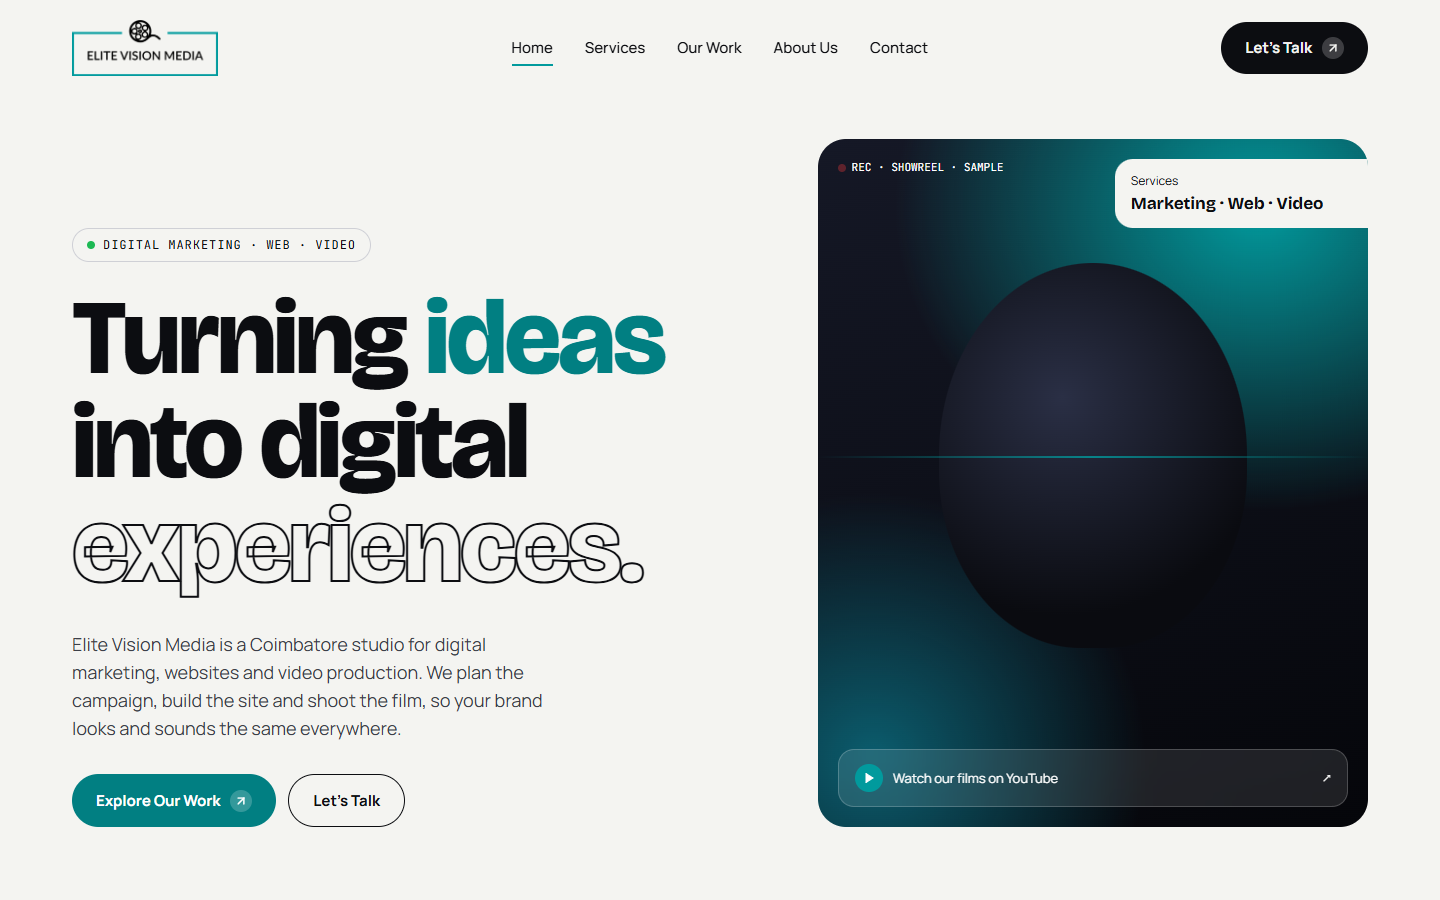 ELITE VISION MEDIA
Home
Services
Our Work
About Us
Contact
Let's Talk
DIGITAL MARKETING · WEB · VIDEO
Turning ideas
into digital
experiences.
Elite Vision Media is a Coimbatore studio for digital
marketing, websites and video production. We plan the
campaign, build the site and shoot the film, so your brand
looks and sounds the same everywhere.
Explore Our Work
Let's Talk
REC · SHOWREEL · SAMPLE
Services
Marketing · Web · Video
Watch our films on YouTube